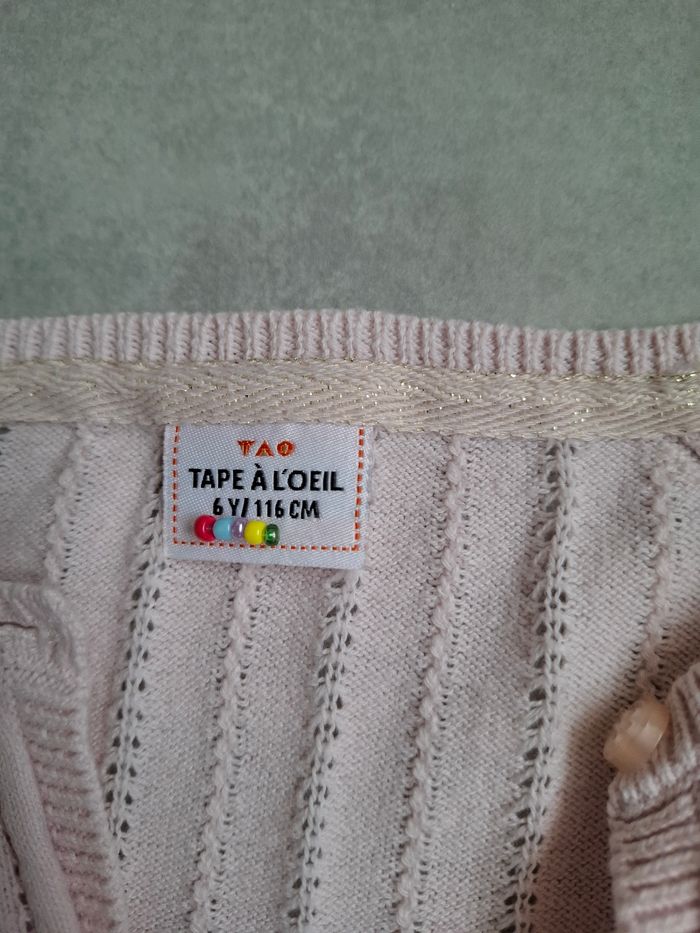 TAO
TAPE À L'OEIL
6 Y/ 116 CM